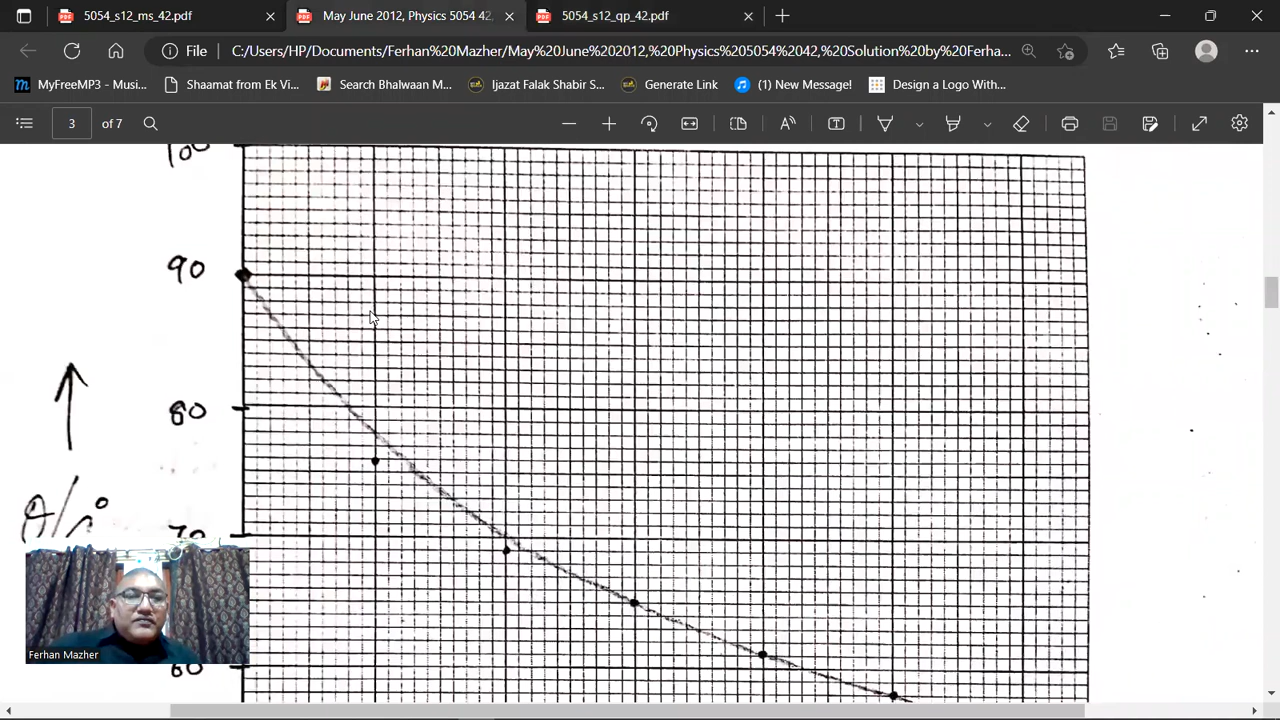 5054_s12_ms_42.pdf
May June 2012, Physics 5054 42,
5054_s12_qp_42.pdf
File
C:/Users/HP/Documents/Ferhan%20Mazher/May%20June%202012,%20Physics%205054%2042,%20Solution%20by%20Ferha...
MyFreeMP3 - Musi...
Shaamat from Ek Vi...
Search Bhalwaan M...
Ijazat Falak Shabir S...
Generate Link
(1) New Message!
Design a Logo With...
3 of 7
100
90
80
70
60
Ferhan Mazher